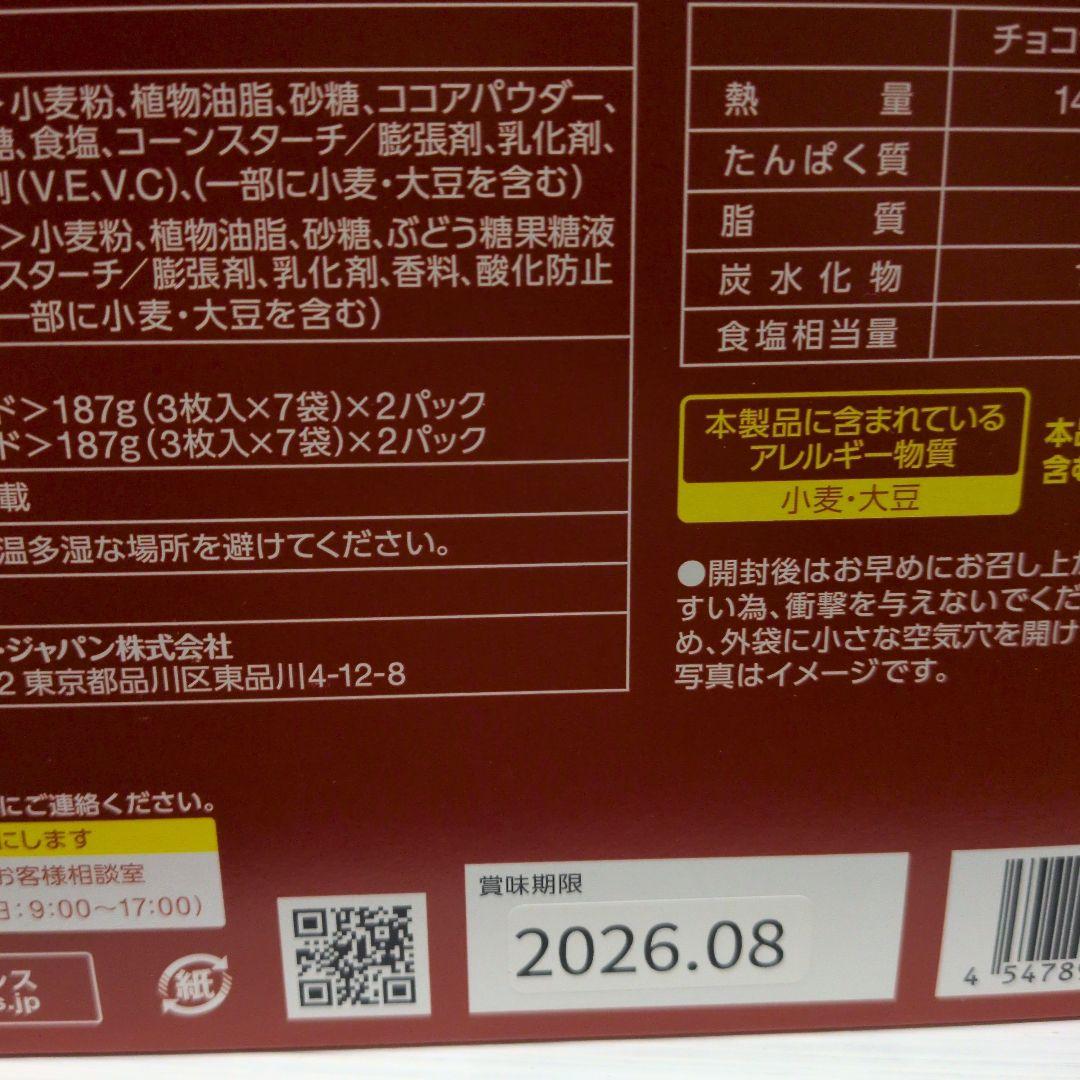 小麦粉、植物油脂、砂糖、ココアパウダー、
糖、食塩、コーンスターチ／膨張剤、乳化剤、
剤（V.E、V.C）、（一部に小麦・大豆を含む）
＞小麦粉、植物油脂、砂糖、ぶどう糖果糖液
スターチ／膨張剤、乳化剤、香料、酸化防止
一部に小麦・大豆を含む）
ド＞187g（3枚入×7袋）×2パック
ド＞187g（3枚入×7袋）×2パック
載
温多湿な場所を避けてください。
・ジャパン株式会社
2 東京都品川区東品川4-12-8
にご連絡ください。
にします
お客様相談室
日：9:00〜17:00）
ンス
s.jp
紙
チョコ
熱量 14
たんぱく質
脂質
炭水化物
食塩相当量
本製品に含まれている
アレルギー物質
小麦・大豆
本品
含む
●開封後はお早めにお召し上が
すい為、衝撃を与えないでくだ
め、外袋に小さな空気穴を開け
写真はイメージです。
賞味期限
2026.08
4 54789